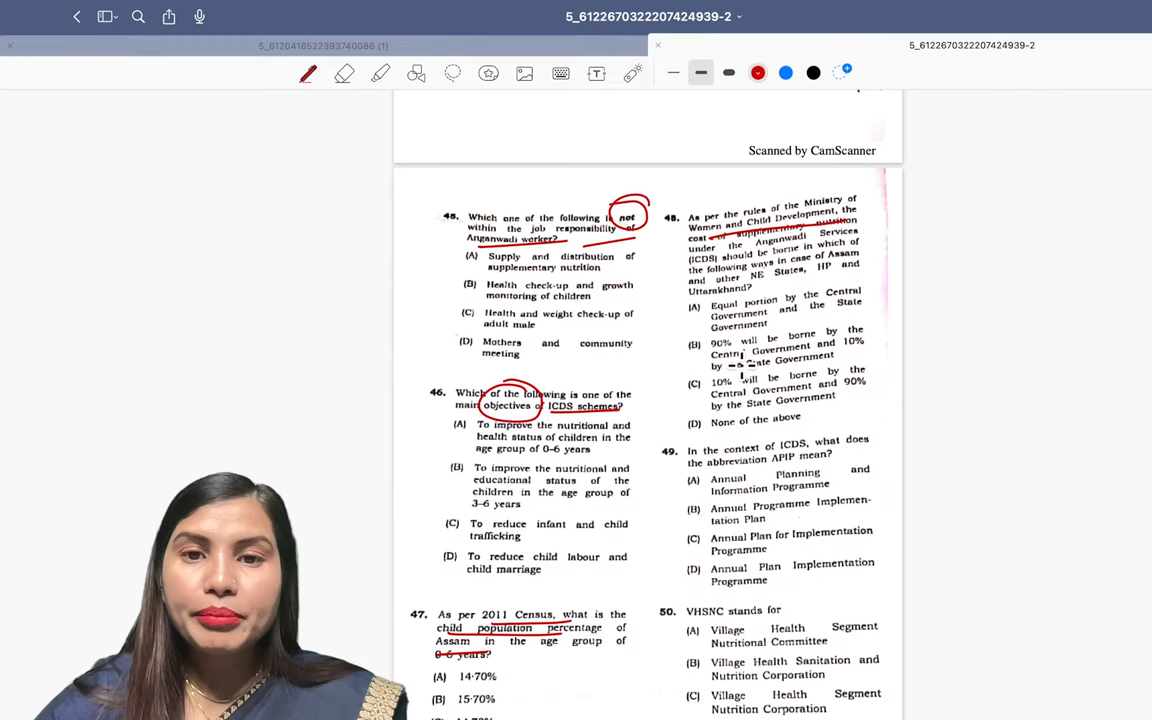 5_6122670322207424939-2
5_6120418522393740086 (1)
5_6122670322207424939-2
Scanned by CamScanner
45. Which one of the following is not
within the job responsibility of
Anganwadi worker?
(A) Supply and distribution of
supplementary nutrition
(B) Health check-up and growth
monitoring of children
(C) Health and weight check-up of
adult male
(D) Mothers and community
meeting
46. Which of the following is one of the
main objectives of ICDS schemes?
(A) To improve the nutritional and
health status of children in the
age group of 0–6 years
(B) To improve the nutritional and
educational status of the
children in the age group of
3–6 years
(C) To reduce infant and child
trafficking
(D) To reduce child labour and
child marriage
47. As per 2011 Census, what is the
child population percentage of
Assam in the age group of
0–6 years?
(A) 14·70%
(B) 15·70%
48. As per the rules of the Ministry of
Women and Child Development, the
cost of supplementary nutrition
under the Anganwadi Services
(ICDS) should be borne in which of
the following ways in case of Assam
and other NE States, HP and
Uttarakhand?
(A) Equal portion by the Central
Government and the State
Government
(B) 90% will be borne by the
Central Government and 10%
by State Government
(C) 10% will be borne by the
Central Government and 90%
by the State Government
(D) None of the above
49. In the context of ICDS, what does
the abbreviation APIP mean?
(A) Annual Planning and
Information Programme
(B) Annual Programme Implemen-
tation Plan
(C) Annual Plan for Implementation
Programme
(D) Annual Plan Implementation
Programme
50. VHSNC stands for
(A) Village Health Segment
Nutritional Committee
(B) Village Health Sanitation and
Nutrition Corporation
(C) Village Health Segment
Nutrition Corporation